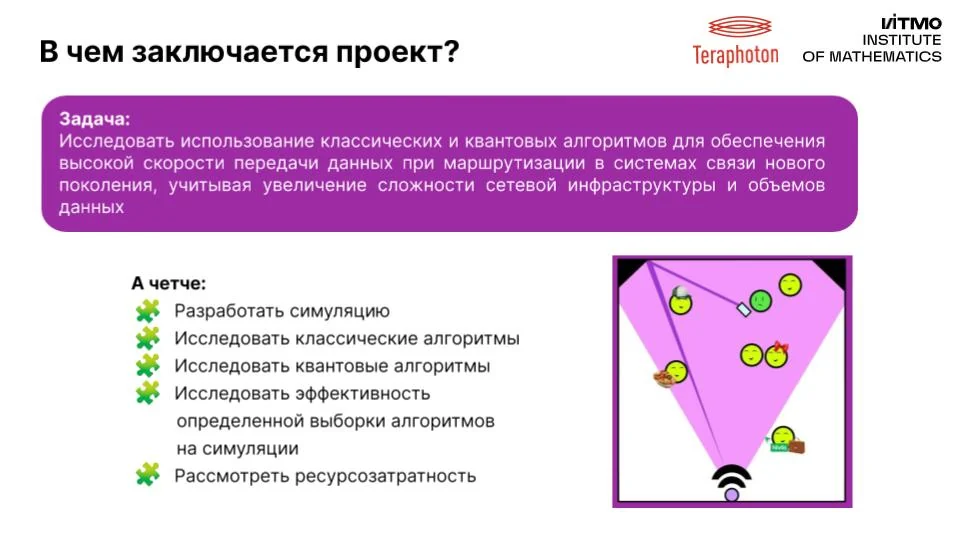 В чем заключается проект?
Teraphoton
ITMO
INSTITUTE
OF MATHEMATICS
Задача:
Исследовать использование классических и квантовых алгоритмов для обеспечения
высокой скорости передачи данных при маршрутизации в системах связи нового
поколения, учитывая увеличение сложности сетевой инфраструктуры и объемов
данных
А четче:
Разработать симуляцию
Исследовать классические алгоритмы
Исследовать квантовые алгоритмы
Исследовать эффективность
определенной выборки алгоритмов
на симуляции
Рассмотреть ресурсозатратность